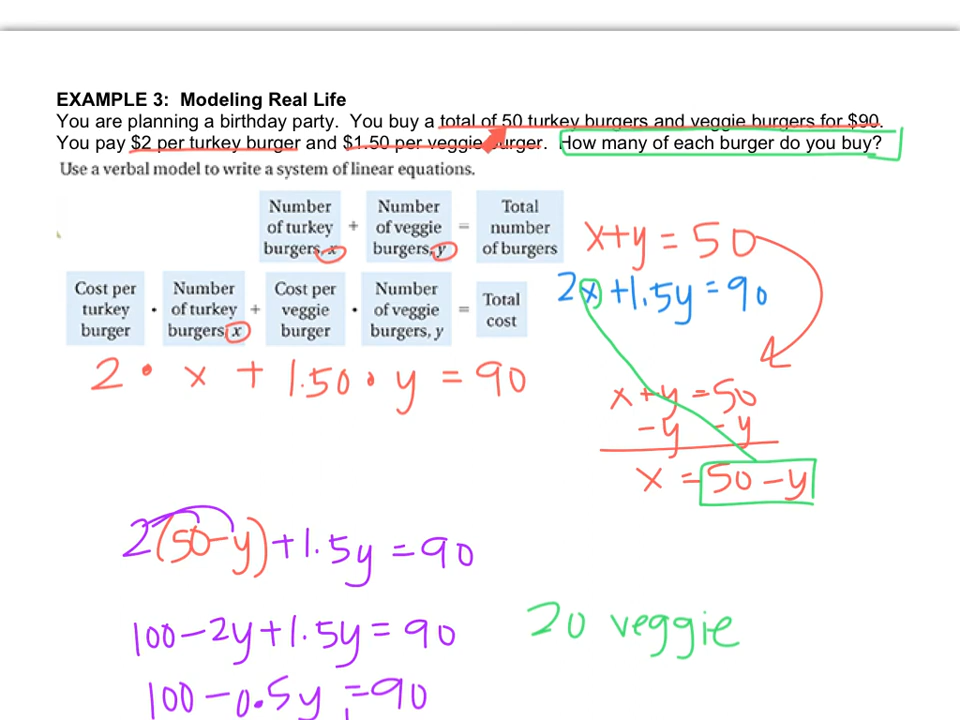 EXAMPLE 3: Modeling Real Life
You are planning a birthday party. You buy a total of 50 turkey burgers and veggie burgers for $90.
You pay $2 per turkey burger and $1.50 per veggie burger. How many of each burger do you buy?
Use a verbal model to write a system of linear equations.
Number of turkey burgers, x + Number of veggie burgers, y = Total number of burgers
x+y = 50
Cost per turkey burger • Number of turkey burgers, x + Cost per veggie burger • Number of veggie burgers, y = Total cost
2x+1.5y=90
2 • x + 1.50 • y = 90
x+y=50
-y -y
x = 50-y
2(50-y)+1.5y=90
100-2y+1.5y=90
20 veggie
100-0.5y=90